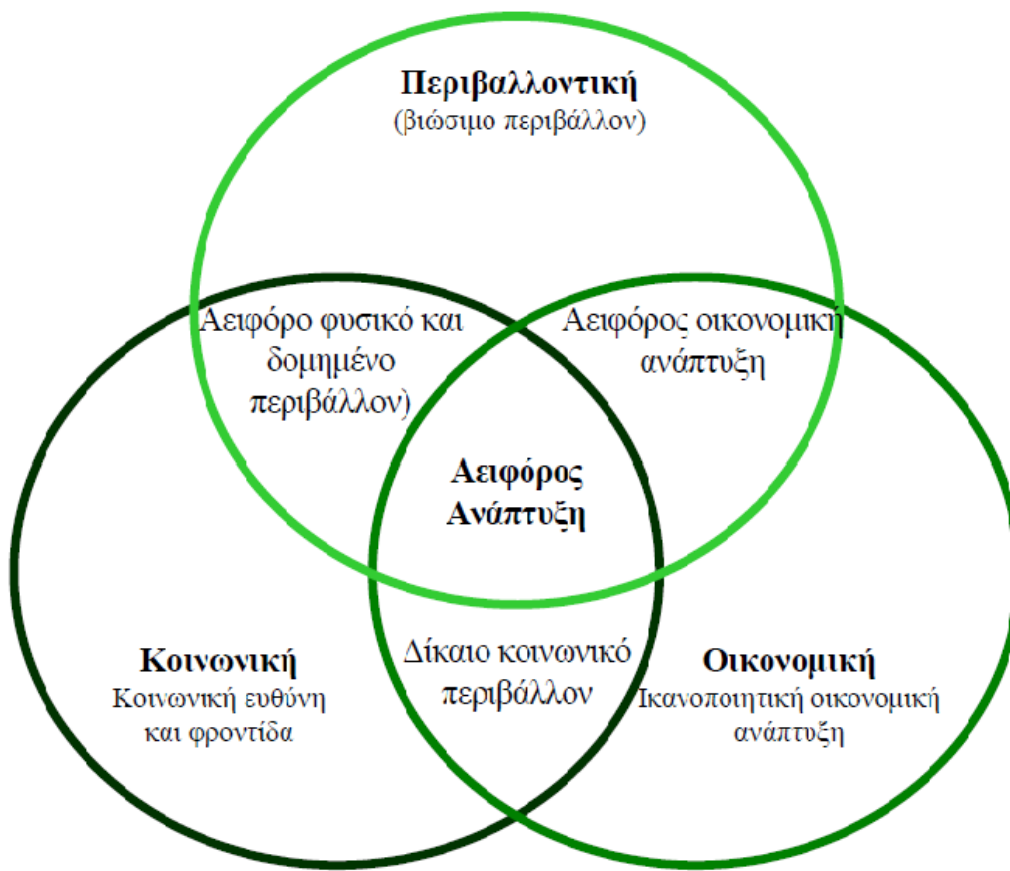 Περιβαλλοντική
(βιώσιμο περιβάλλον)
Αειφόρο φυσικό και
δομημένο
περιβάλλον)
Αειφόρος οικονομική
ανάπτυξη
Αειφόρος
Ανάπτυξη
Κοινωνική
Κοινωνική ευθύνη
και φροντίδα
Δίκαιο κοινωνικό
περιβάλλον
Οικονομική
Ικανοποιητική οικονομική
ανάπτυξη